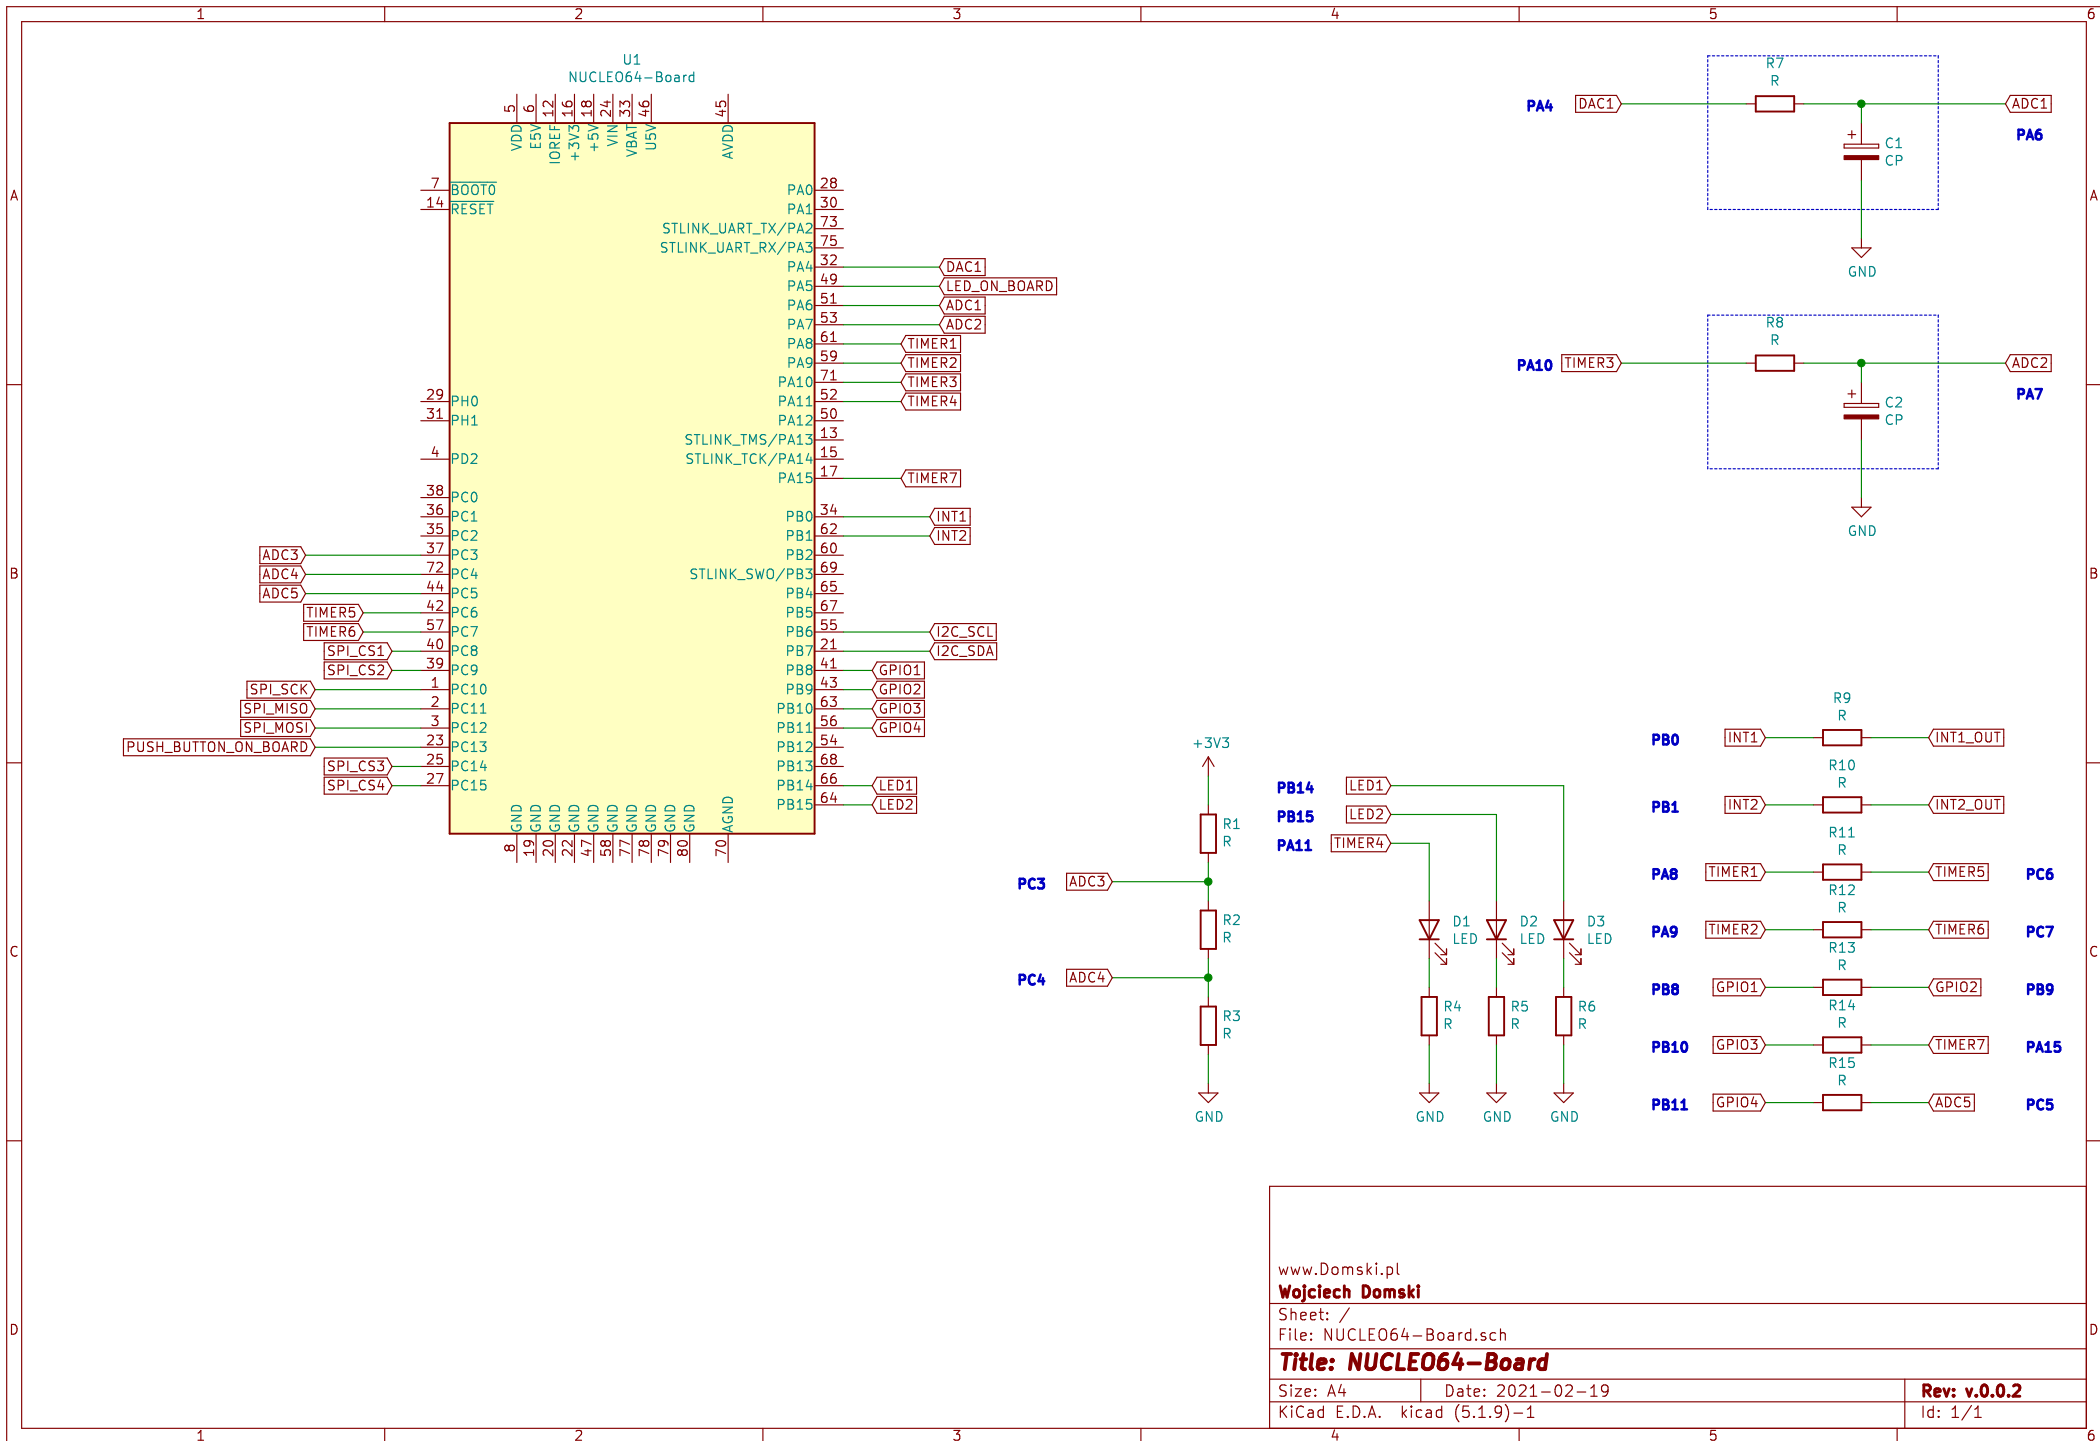 1 2 3 4 5 6
A A
B B
C C
D D
U1
NUCLEO64-Board
5 6 12 16 18 24 33 46 45
VDD E5V IOREF +3V3 +5V VIN VBAT U5V AVDD
7 BOOT0
14 RESET
29 PH0
31 PH1
4 PD2
38 PC0
36 PC1
35 PC2
ADC3 37 PC3
ADC4 72 PC4
ADC5 44 PC5
TIMER5 42 PC6
TIMER6 57 PC7
SPI_CS1 40 PC8
SPI_CS2 39 PC9
SPI_SCK 1 PC10
SPI_MISO 2 PC11
SPI_MOSI 3 PC12
PUSH_BUTTON_ON_BOARD 23 PC13
SPI_CS3 25 PC14
SPI_CS4 27 PC15
PA0 28
PA1 30
STLINK_UART_TX/PA2 73
STLINK_UART_RX/PA3 75
PA4 32 DAC1
PA5 49 LED_ON_BOARD
PA6 51 ADC1
PA7 53 ADC2
PA8 61 TIMER1
PA9 59 TIMER2
PA10 71 TIMER3
PA11 52 TIMER4
PA12 50
STLINK_TMS/PA13 13
STLINK_TCK/PA14 15
PA15 17 TIMER7
PB0 34 INT1
PB1 62 INT2
PB2 60
STLINK_SWO/PB3 69
PB4 65
PB5 67
PB6 55 I2C_SCL
PB7 21 I2C_SDA
PB8 41 GPIO1
PB9 43 GPIO2
PB10 63 GPIO3
PB11 56 GPIO4
PB12 54
PB13 68
PB14 66 LED1
PB15 64 LED2
GND GND GND GND GND GND GND GND GND GND AGND
8 19 20 22 47 58 77 78 79 80 70
R7
R
PA4 DAC1 ADC1
PA6
+ C1
CP
GND
R8
R
PA10 TIMER3 ADC2
PA7
+ C2
CP
GND
+3V3
R1
R
PC3 ADC3
R2
R
PC4 ADC4
R3
R
GND
PB14 LED1
PB15 LED2
PA11 TIMER4
D1 D2 D3
LED LED LED
R4 R5 R6
R R R
GND GND GND
R9
R
PB0 INT1 INT1_OUT
R10
R
PB1 INT2 INT2_OUT
R11
R
PA8 TIMER1 TIMER5 PC6
R12
R
PA9 TIMER2 TIMER6 PC7
R13
R
PB8 GPIO1 GPIO2 PB9
R14
R
PB10 GPIO3 TIMER7 PA15
R15
R
PB11 GPIO4 ADC5 PC5
www.Domski.pl
Wojciech Domski
Sheet: /
File: NUCLEO64-Board.sch
Title: NUCLEO64-Board
Size: A4 Date: 2021-02-19 Rev: v.0.0.2
KiCad E.D.A. kicad (5.1.9)-1 Id: 1/1
1 2 3 4 5 6